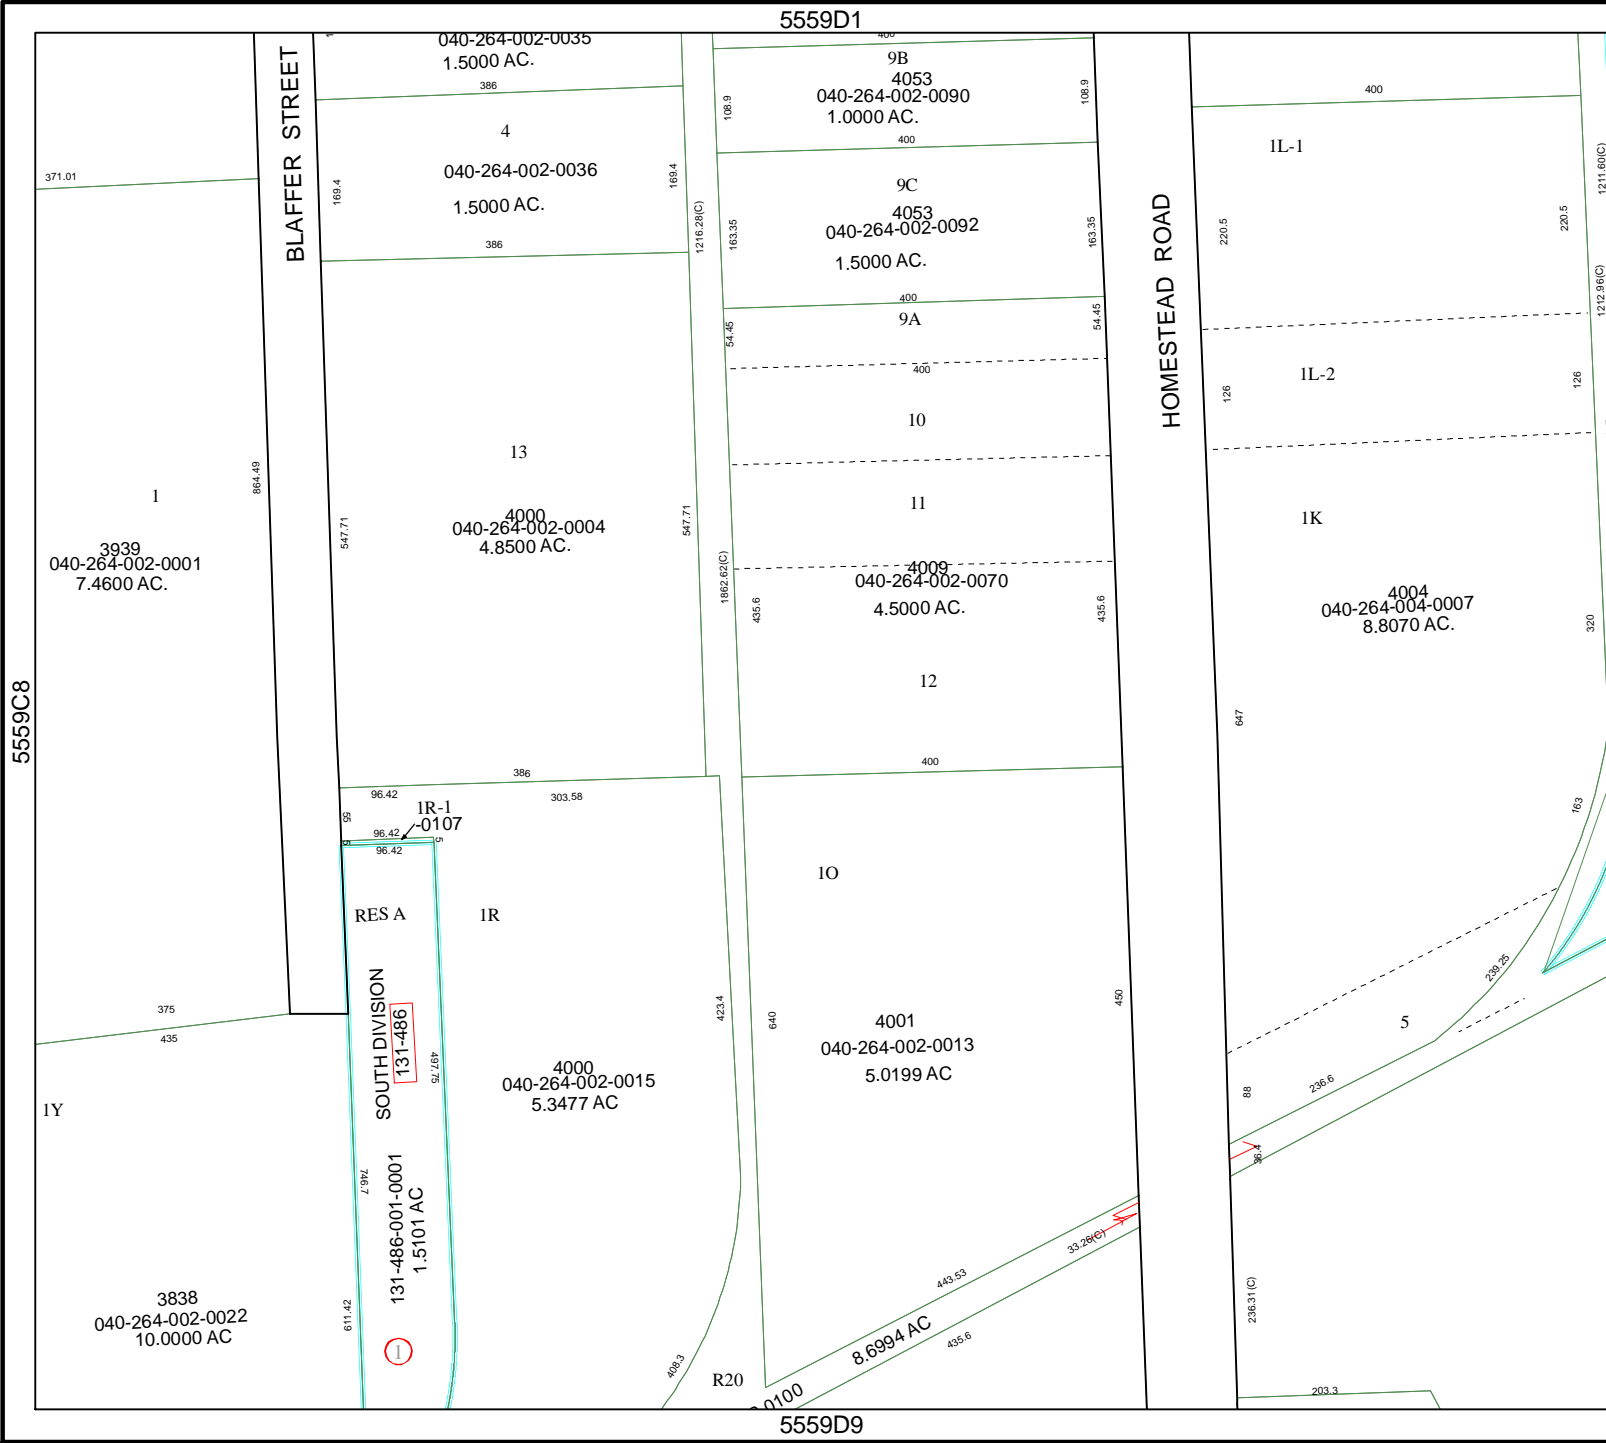 5559D1
5559C8
BLAFFER STREET
HOMESTEAD ROAD
040-264-002-0035
1.5000 AC.
386
4
040-264-002-0036
1.5000 AC.
169.4
169.4
386
371.01
864.49
1
3939
040-264-002-0001
7.4600 AC.
13
4000
040-264-002-0004
4.8500 AC.
547.71
547.71
386
1216.28(C)
1862.62(C)
400
9B
4053
040-264-002-0090
1.0000 AC.
108.9
108.9
400
9C
4053
040-264-002-0092
1.5000 AC.
163.35
163.35
400
9A
54.45
54.45
400
10
11
4009
040-264-002-0070
4.5000 AC.
435.6
435.6
12
400
400
1L-1
220.5
220.5
1211.60(C)
1212.96(C)
1L-2
126
126
1K
4004
040-264-004-0007
8.8070 AC.
320
647
163
239.25
5
236.6
88
36.4
236.31(C)
203.3
96.42
303.58
1R-1
-0107
55
96.42
5
5
96.42
RES A
1R
SOUTH DIVISION
131-486
497.75
4000
040-264-002-0015
5.3477 AC
423.4
640
1O
4001
040-264-002-0013
5.0199 AC
450
375
435
1Y
746.7
131-486-001-0001
1.5101 AC
3838
040-264-002-0022
10.0000 AC
611.42
1
408.3
R20
443.53
33.26(C)
8.6994 AC
435.6
0100
5559D9